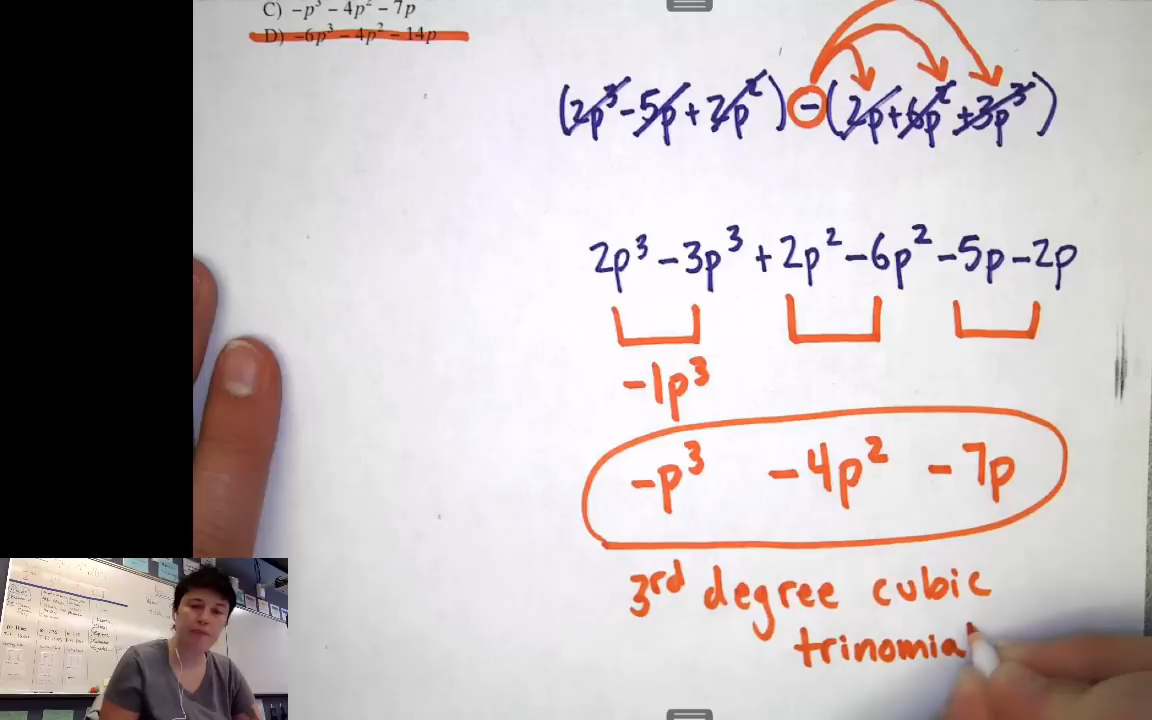 C) -p³ - 4p² - 7p
D) -6p³ - 4p² - 14p
(2p³ - 5p + 2p²) - (2p + 6p² + 3p³)
2p³ - 3p³ + 2p² - 6p² - 5p - 2p
-1p³
-p³ - 4p² - 7p
3rd degree cubic
trinomial